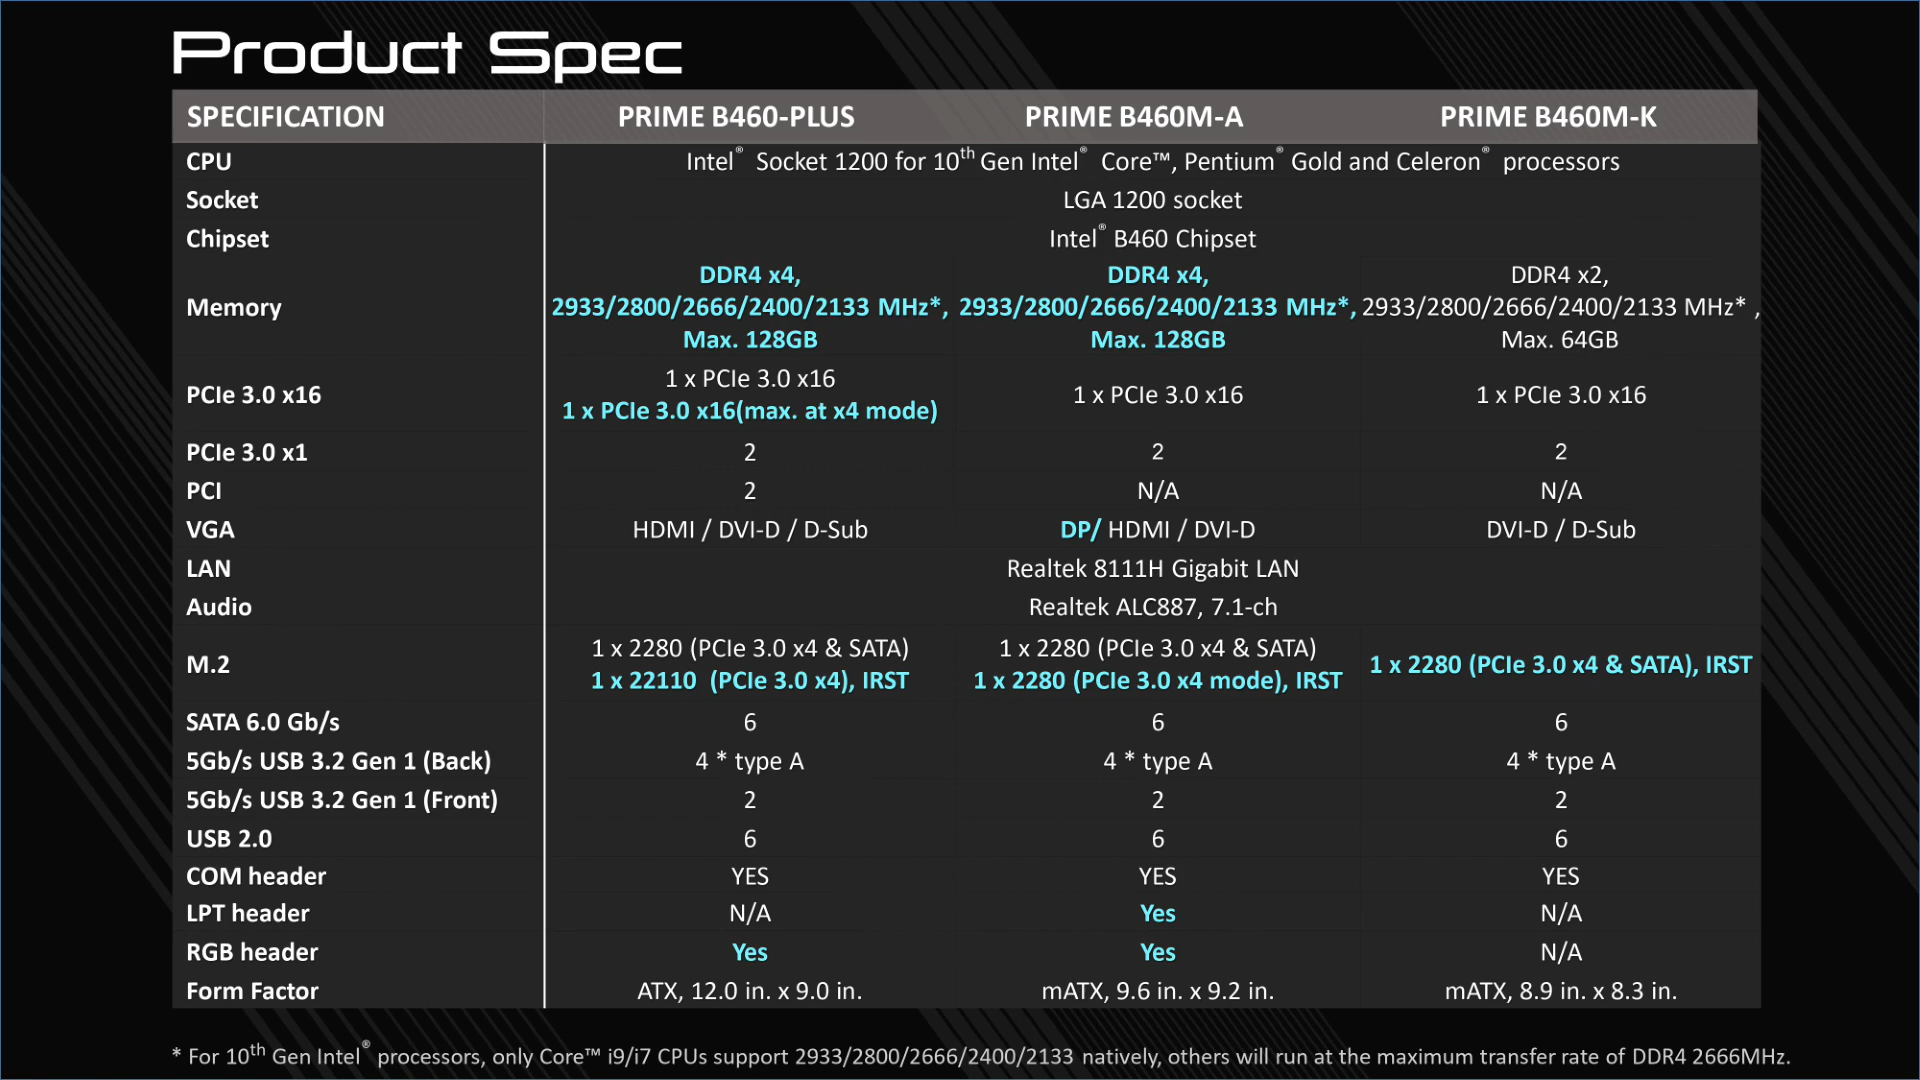 Product Spec
SPECIFICATION PRIME B460-PLUS PRIME B460M-A PRIME B460M-K
CPU Intel® Socket 1200 for 10th Gen Intel® Core™, Pentium® Gold and Celeron® processors
Socket LGA 1200 socket
Chipset Intel® B460 Chipset
DDR4 x4, DDR4 x4, DDR4 x2,
Memory 2933/2800/2666/2400/2133 MHz*, 2933/2800/2666/2400/2133 MHz*, 2933/2800/2666/2400/2133 MHz* ,
Max. 128GB Max. 128GB Max. 64GB
1 x PCIe 3.0 x16
PCIe 3.0 x16 1 x PCIe 3.0 x16 1 x PCIe 3.0 x16
1 x PCIe 3.0 x16(max. at x4 mode)
PCIe 3.0 x1 2 2 2
PCI 2 N/A N/A
VGA HDMI / DVI-D / D-Sub DP/ HDMI / DVI-D DVI-D / D-Sub
LAN Realtek 8111H Gigabit LAN
Audio Realtek ALC887, 7.1-ch
1 x 2280 (PCIe 3.0 x4 & SATA) 1 x 2280 (PCIe 3.0 x4 & SATA)
M.2 1 x 2280 (PCIe 3.0 x4 & SATA), IRST
1 x 22110 (PCIe 3.0 x4), IRST 1 x 2280 (PCIe 3.0 x4 mode), IRST
SATA 6.0 Gb/s 6 6 6
5Gb/s USB 3.2 Gen 1 (Back) 4 * type A 4 * type A 4 * type A
5Gb/s USB 3.2 Gen 1 (Front) 2 2 2
USB 2.0 6 6 6
COM header YES YES YES
LPT header N/A Yes N/A
RGB header Yes Yes N/A
Form Factor ATX, 12.0 in. x 9.0 in. mATX, 9.6 in. x 9.2 in. mATX, 8.9 in. x 8.3 in.
* For 10th Gen Intel® processors, only Core™ i9/i7 CPUs support 2933/2800/2666/2400/2133 natively, others will run at the maximum transfer rate of DDR4 2666MHz.